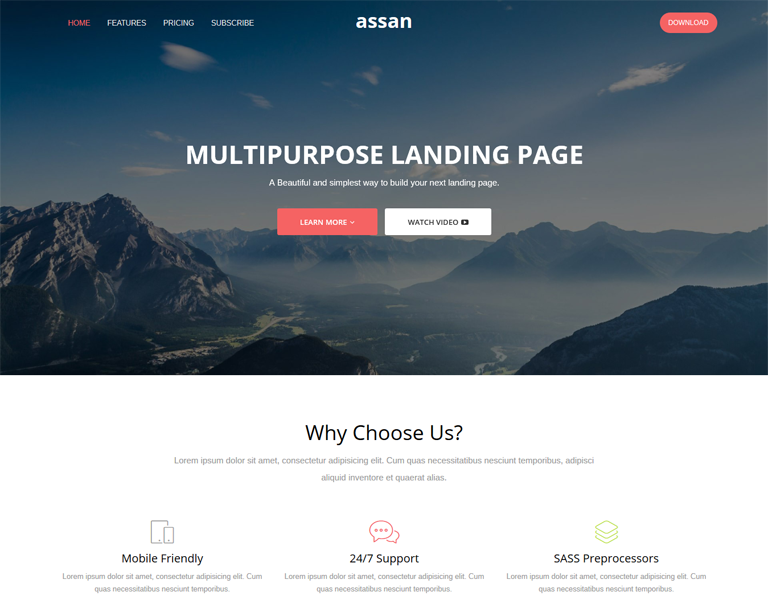 HOME FEATURES PRICING SUBSCRIBE assan DOWNLOAD
MULTIPURPOSE LANDING PAGE
A Beautiful and simplest way to build your next landing page.
LEARN MORE WATCH VIDEO
Why Choose Us?
Lorem ipsum dolor sit amet, consectetur adipisicing elit. Cum quas necessitatibus nesciunt temporibus, adipisci
aliquid inventore et quaerat alias.
Mobile Friendly
Lorem ipsum dolor sit amet, consectetur adipisicing elit. Cum
quas necessitatibus nesciunt temporibus.
24/7 Support
Lorem ipsum dolor sit amet, consectetur adipisicing elit. Cum
quas necessitatibus nesciunt temporibus.
SASS Preprocessors
Lorem ipsum dolor sit amet, consectetur adipisicing elit. Cum
quas necessitatibus nesciunt temporibus.